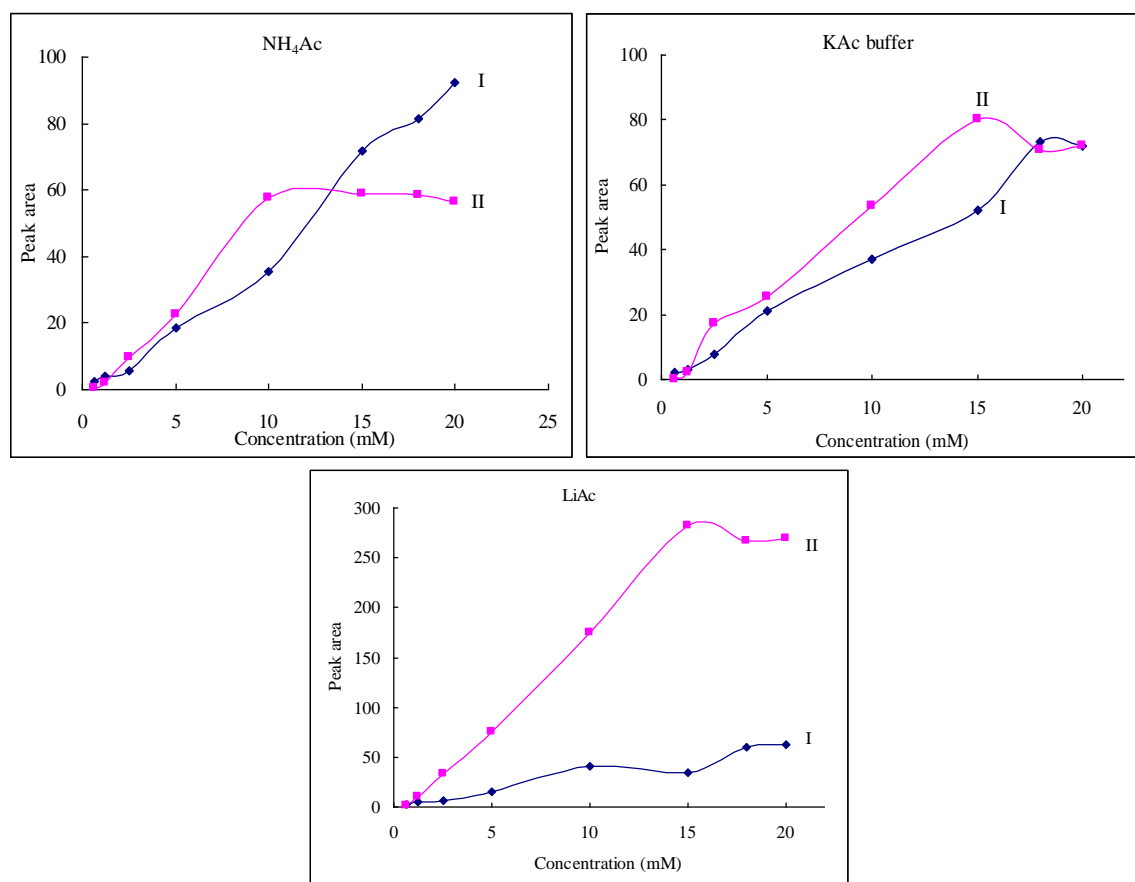 NH₄Ac
100
80
60
40
20
0
Peak area
0 5 10 15 20 25
Concentration (mM)
I
II
KAc buffer
100
80
60
40
20
0
Peak area
0 5 10 15 20
Concentration (mM)
II
I
LiAc
300
250
200
150
100
50
0
Peak area
0 5 10 15 20
Concentration (mM)
II
I